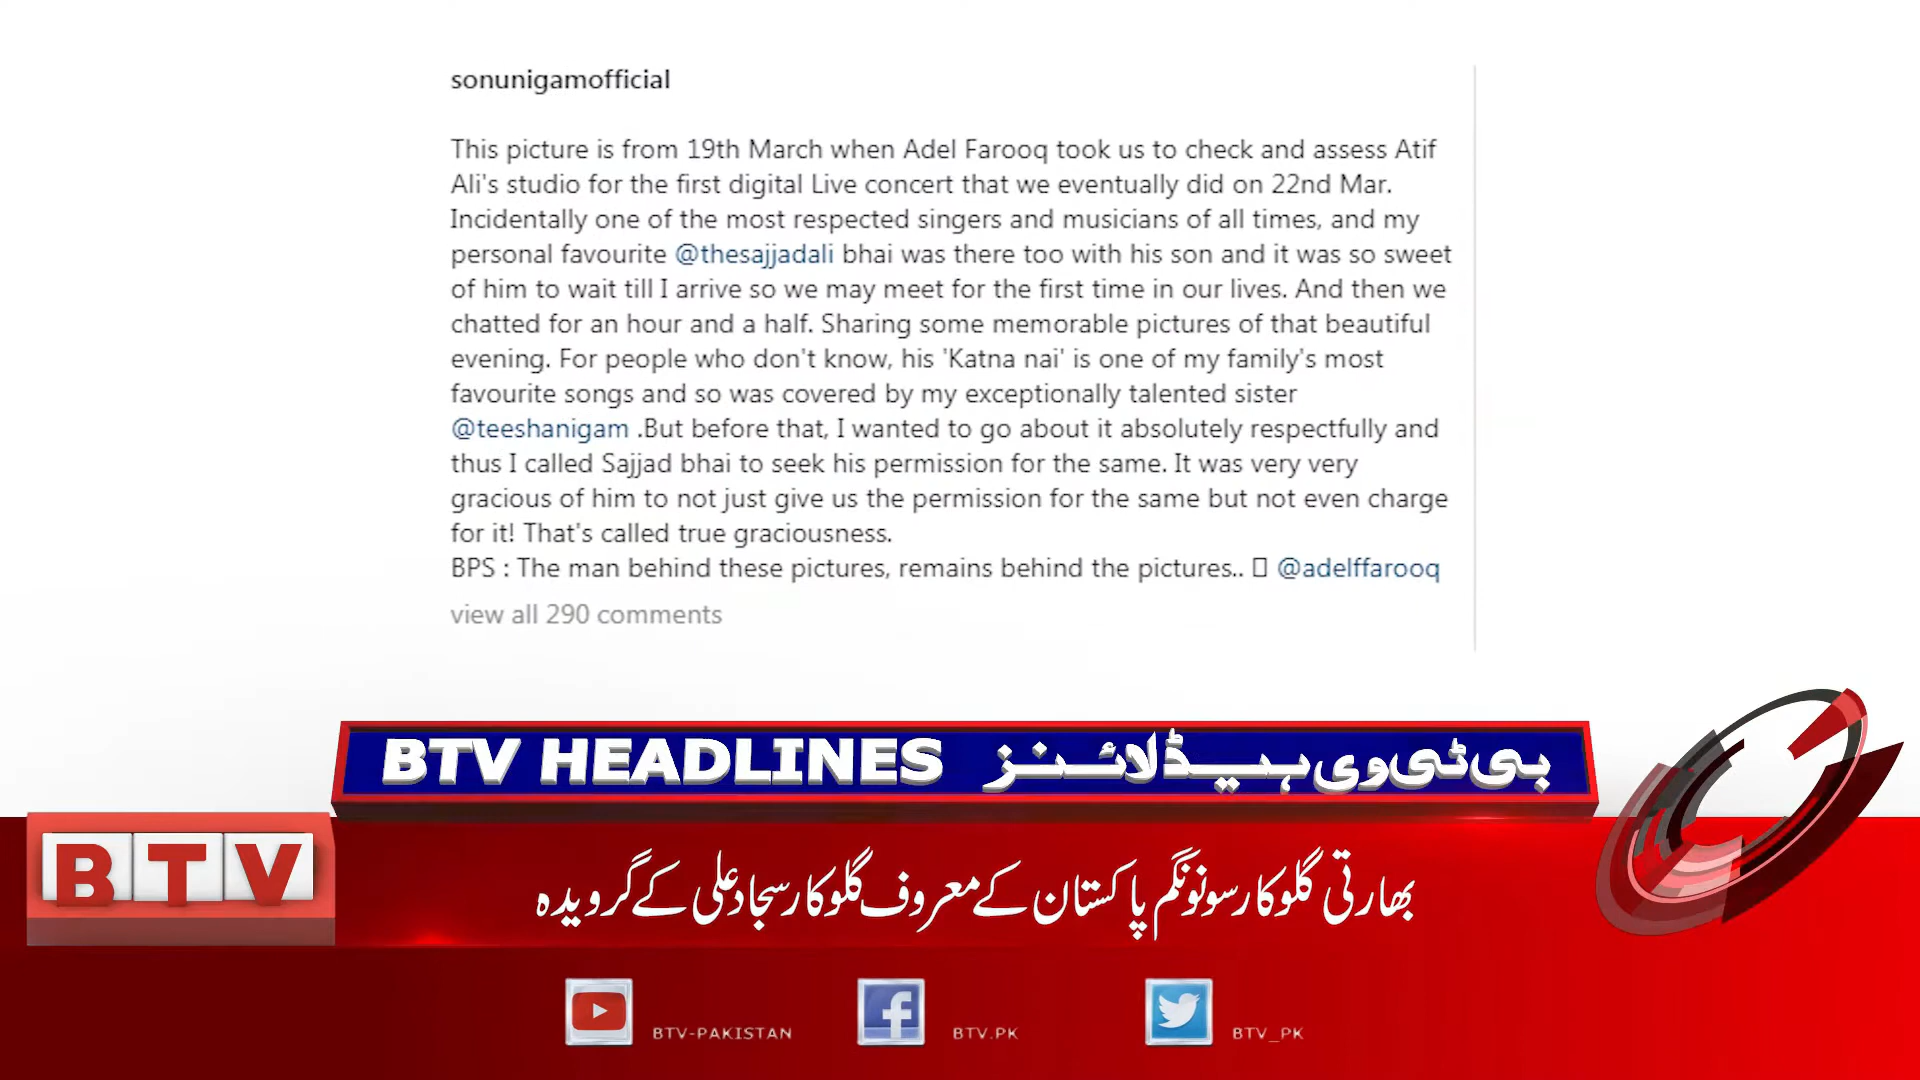 sonunigamofficial
This picture is from 19th March when Adel Farooq took us to check and assess Atif
Ali's studio for the first digital Live concert that we eventually did on 22nd Mar.
Incidentally one of the most respected singers and musicians of all times, and my
personal favourite @thesajjadali bhai was there too with his son and it was so sweet
of him to wait till I arrive so we may meet for the first time in our lives. And then we
chatted for an hour and a half. Sharing some memorable pictures of that beautiful
evening. For people who don't know, his 'Katna nai' is one of my family's most
favourite songs and so was covered by my exceptionally talented sister
@teeshanigam .But before that, I wanted to go about it absolutely respectfully and
thus I called Sajjad bhai to seek his permission for the same. It was very very
gracious of him to not just give us the permission for the same but not even charge
for it! That's called true graciousness.
BPS : The man behind these pictures, remains behind the pictures.. @adelffarooq
view all 290 comments
BTV HEADLINES بی ٹی وی ہیڈلائنز
BTV
بھارتی گلوکار سونو نگم پاکستان کے معروف گلوکار سجاد علی کے گرویدہ
BTV-PAKISTAN BTV.PK BTV_PK